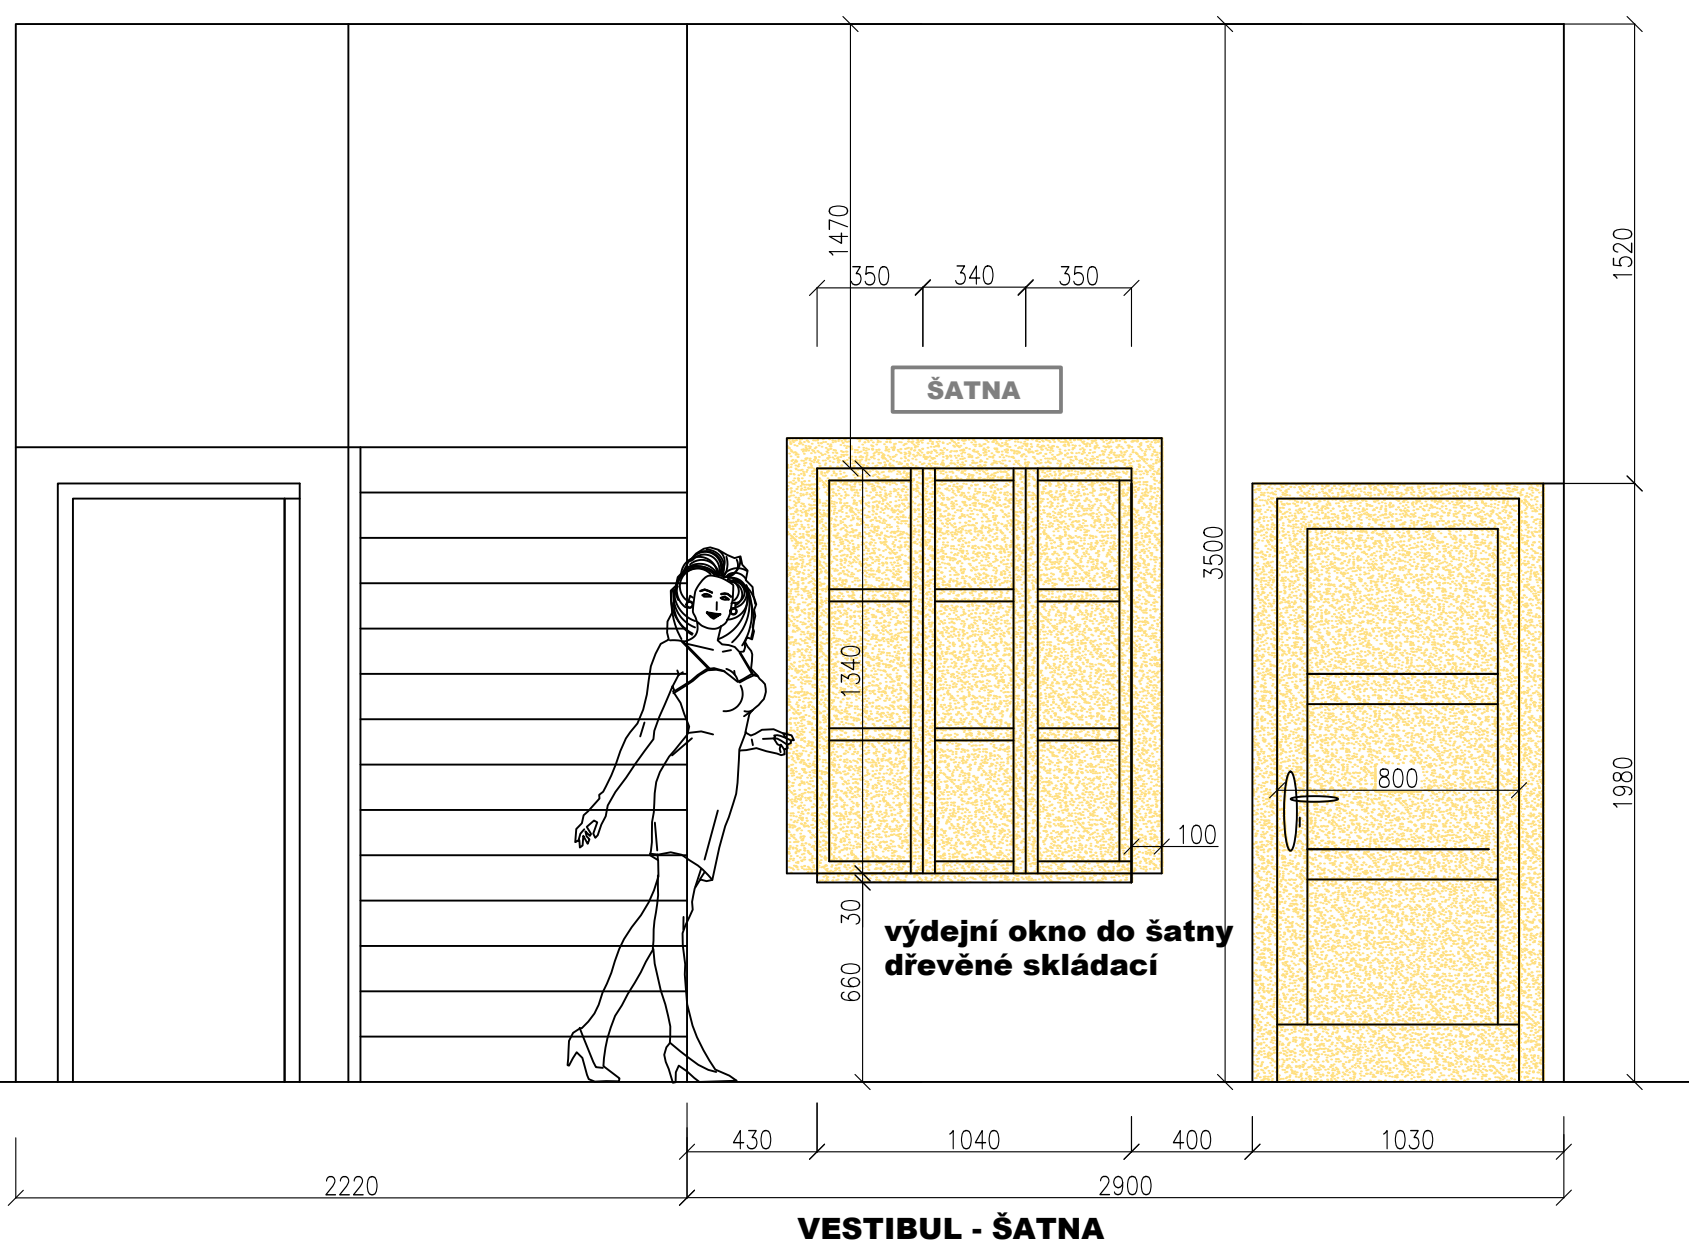 1470
350 340 350
1520
ŠATNA
3500
1340
800
1980
100
30
výdejní okno do šatny
dřevěné skládací
660
430 1040 400 1030
2220 2900
VESTIBUL - ŠATNA